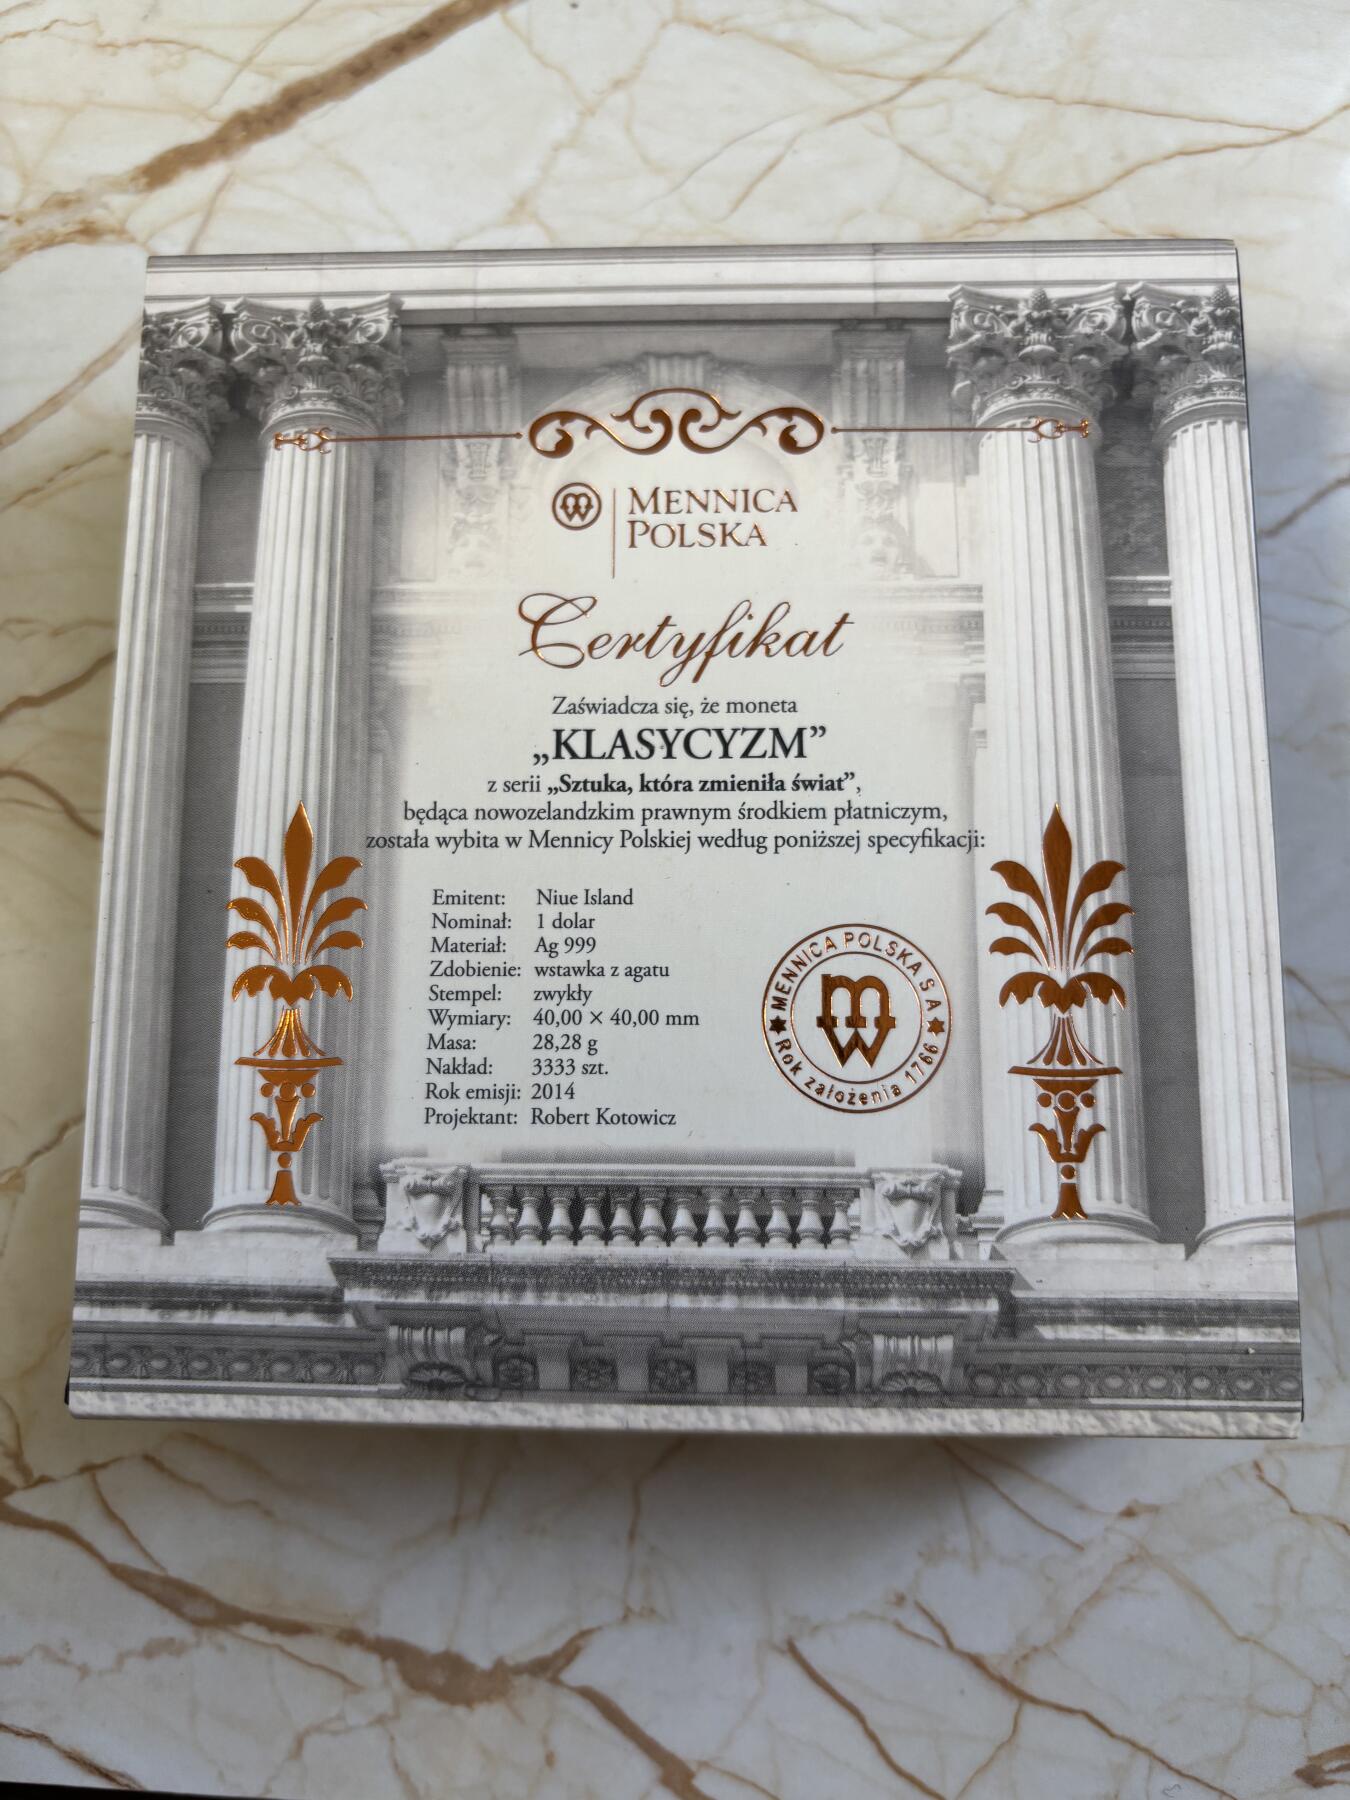 MENNICA
POLSKA
Certyfikat
Zaświadcza się, że moneta
„KLASYCYZM”
z serii „Sztuka, która zmieniła świat”,
będąca nowozelandzkim prawnym środkiem płatniczym,
została wybita w Mennicy Polskiej według poniższej specyfikacji:
Emitent: Niue Island
Nominał: 1 dolar
Materiał: Ag 999
Zdobienie: wstawka z agatu
Stempel: zwykły
Wymiary: 40,00 × 40,00 mm
Masa: 28,28 g
Nakład: 3333 szt.
Rok emisji: 2014
Projektant: Robert Kotowicz
MENNICA POLSKA S A
Rok założenia 1766